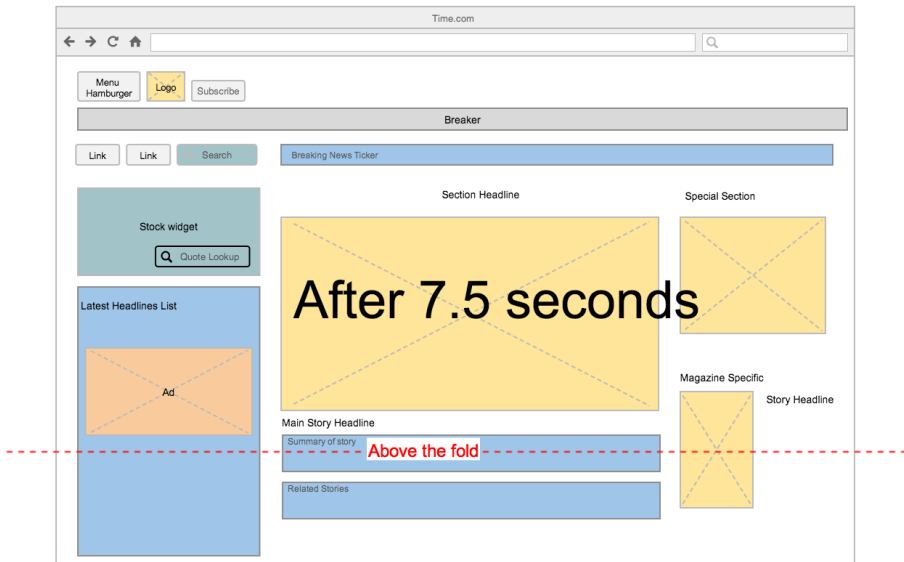 Time.com
Menu
Hamburger
Logo
Subscribe
Breaker
Link
Link
Search
Breaking News Ticker
Stock widget
Quote Lookup
Section Headline
Special Section
After 7.5 seconds
Latest Headlines List
Ad
Magazine Specific
Story Headline
Main Story Headline
Summary of story
Above the fold
Related Stories